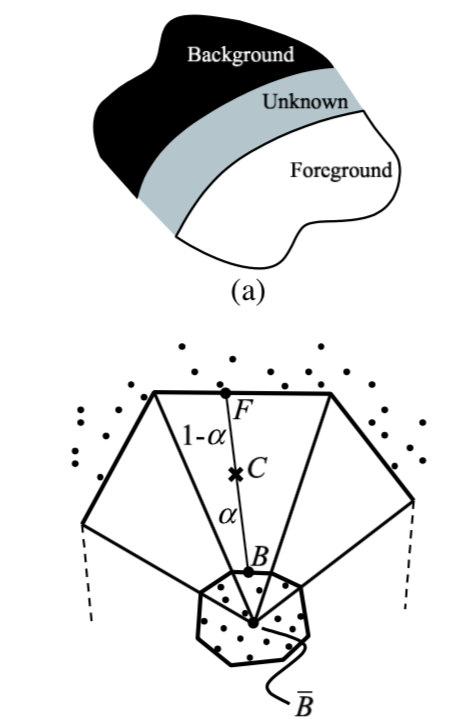 Background
Unknown
Foreground
(a)
F
1-α
C
α
B
B̅